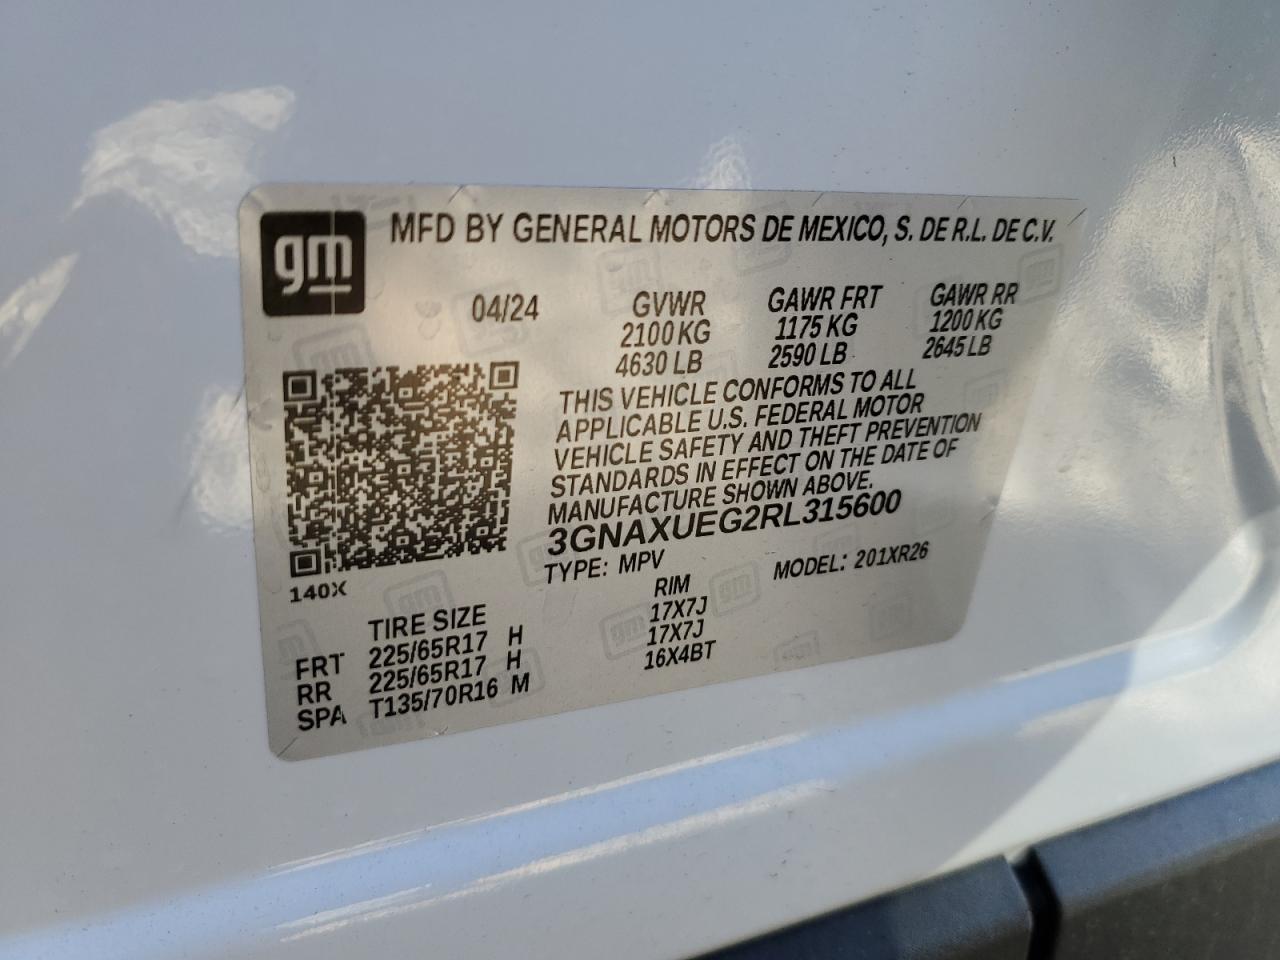 gm
MFD BY GENERAL MOTORS DE MEXICO, S. DE R.L. DE C.V.
04/24 GVWR GAWR FRT GAWR RR
2100 KG 1175 KG 1200 KG
4630 LB 2590 LB 2645 LB
THIS VEHICLE CONFORMS TO ALL
APPLICABLE U.S. FEDERAL MOTOR
VEHICLE SAFETY AND THEFT PREVENTION
STANDARDS IN EFFECT ON THE DATE OF
MANUFACTURE SHOWN ABOVE.
3GNAXUEG2RL315600
TYPE: MPV MODEL: 201XR26
140X
TIRE SIZE RIM
FRT 225/65R17 H 17X7J
RR 225/65R17 H 17X7J
SPA T135/70R16 M 16X4BT